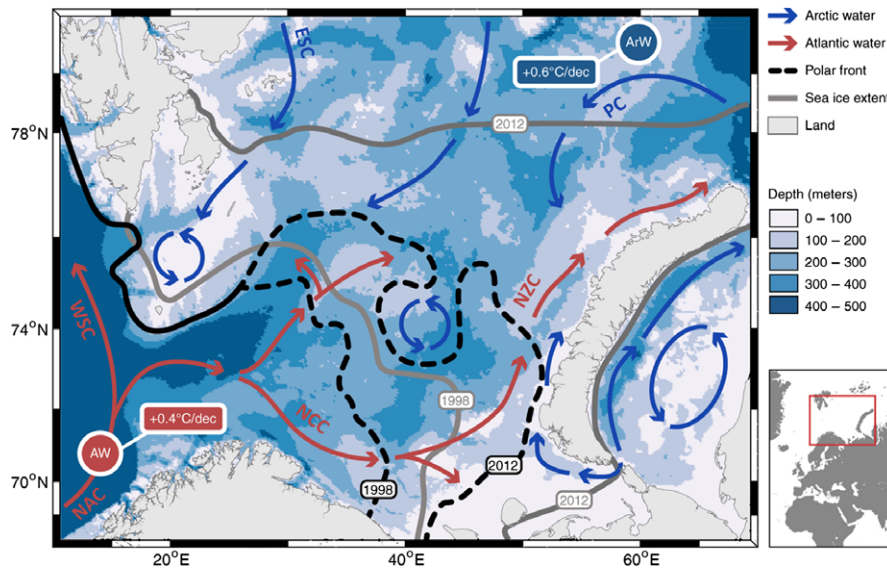 ESC
ArW
+0.6°C/dec
PC
2012
78°N
76°N
74°N
70°N
WSC
NZC
NCC
1998
+0.4°C/dec
AW
NAC
1998
2012
2012
20°E
40°E
60°E
Arctic water
Atlantic water
Polar front
Sea ice extent
Land
Depth (meters)
0 – 100
100 – 200
200 – 300
300 – 400
400 – 500